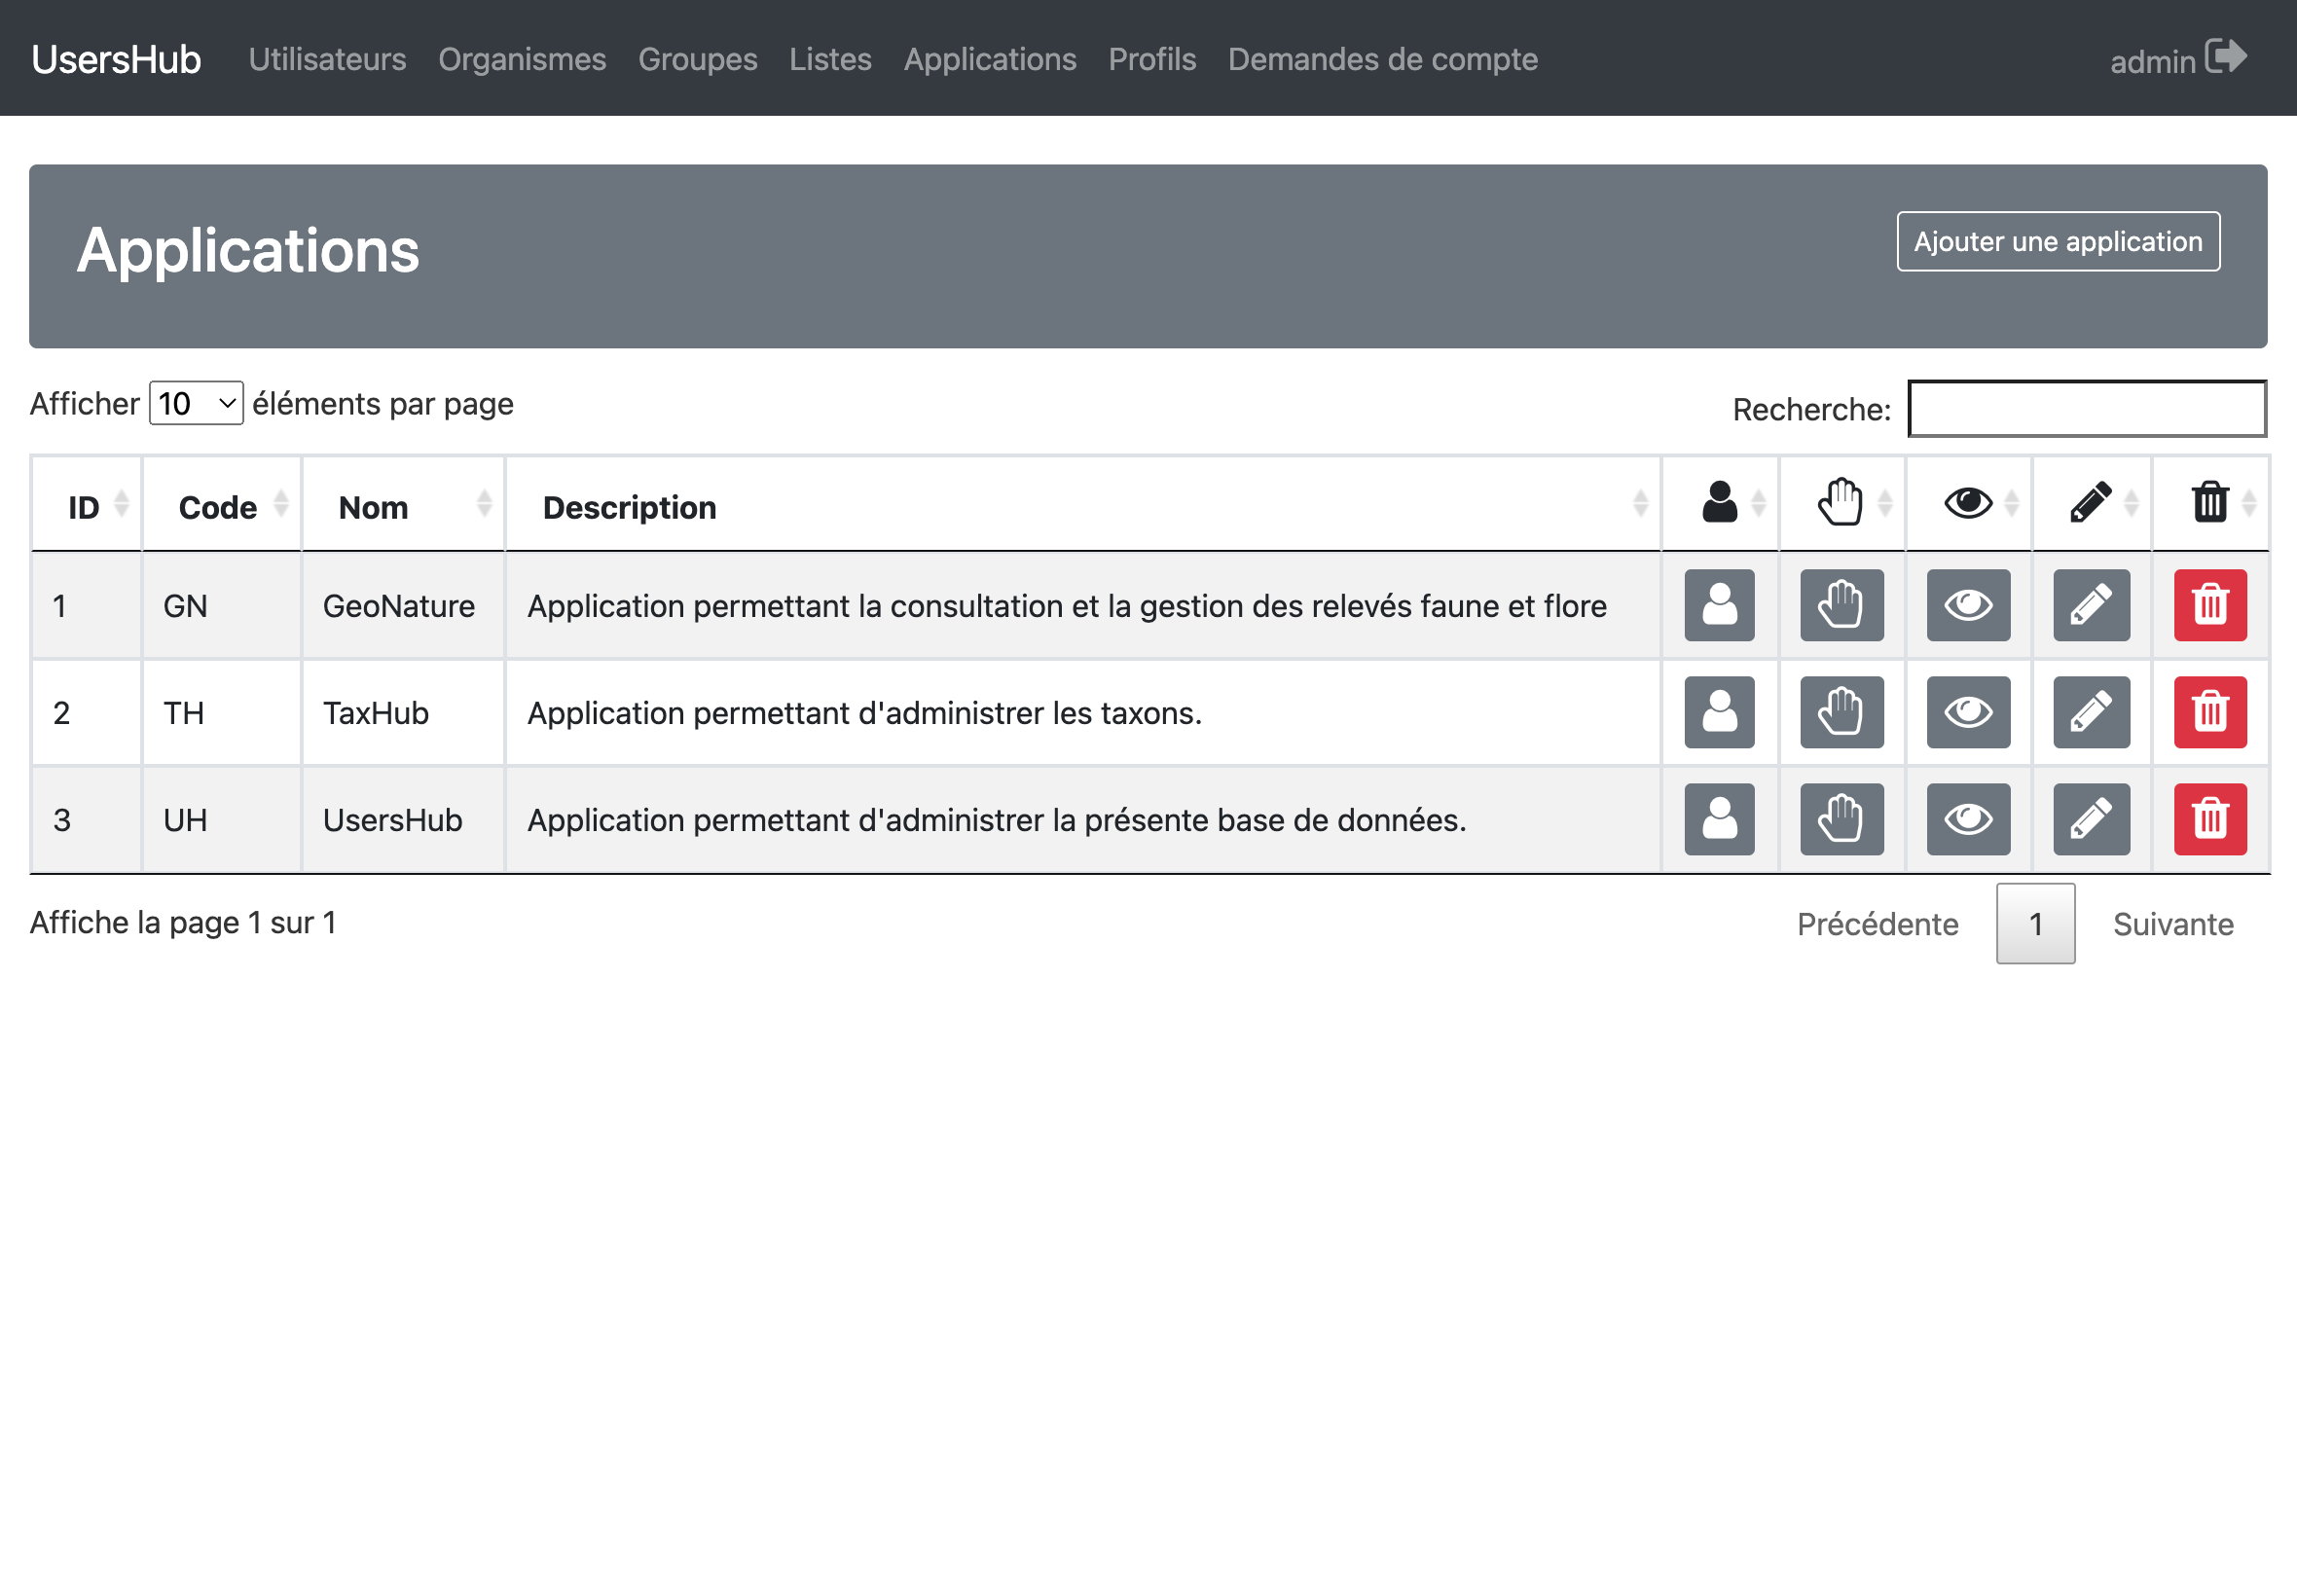 UsersHub Utilisateurs Organismes Groupes Listes Applications Profils Demandes de compte admin
Applications
Ajouter une application
Afficher 10 éléments par page
Recherche:
ID Code Nom Description
1 GN GeoNature Application permettant la consultation et la gestion des relevés faune et flore
2 TH TaxHub Application permettant d'administrer les taxons.
3 UH UsersHub Application permettant d'administrer la présente base de données.
Affiche la page 1 sur 1
Précédente 1 Suivante